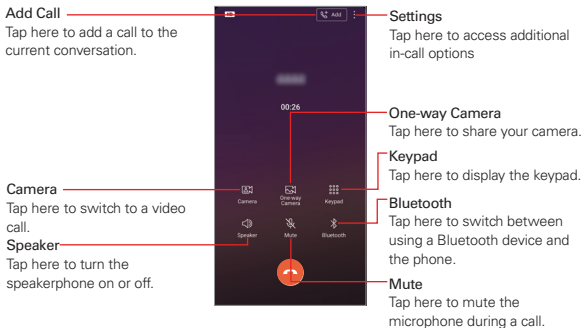 Add Call
Tap here to add a call to the
current conversation.
Camera
Tap here to switch to a video
call.
Speaker
Tap here to turn the
speakerphone on or off.
HD
Add
00:26
Camera
One-way
Camera
Keypad
Speaker
Mute
Bluetooth
Settings
Tap here to access additional
in-call options
One-way Camera
Tap here to share your camera.
Keypad
Tap here to display the keypad.
Bluetooth
Tap here to switch between
using a Bluetooth device and
the phone.
Mute
Tap here to mute the
microphone during a call.